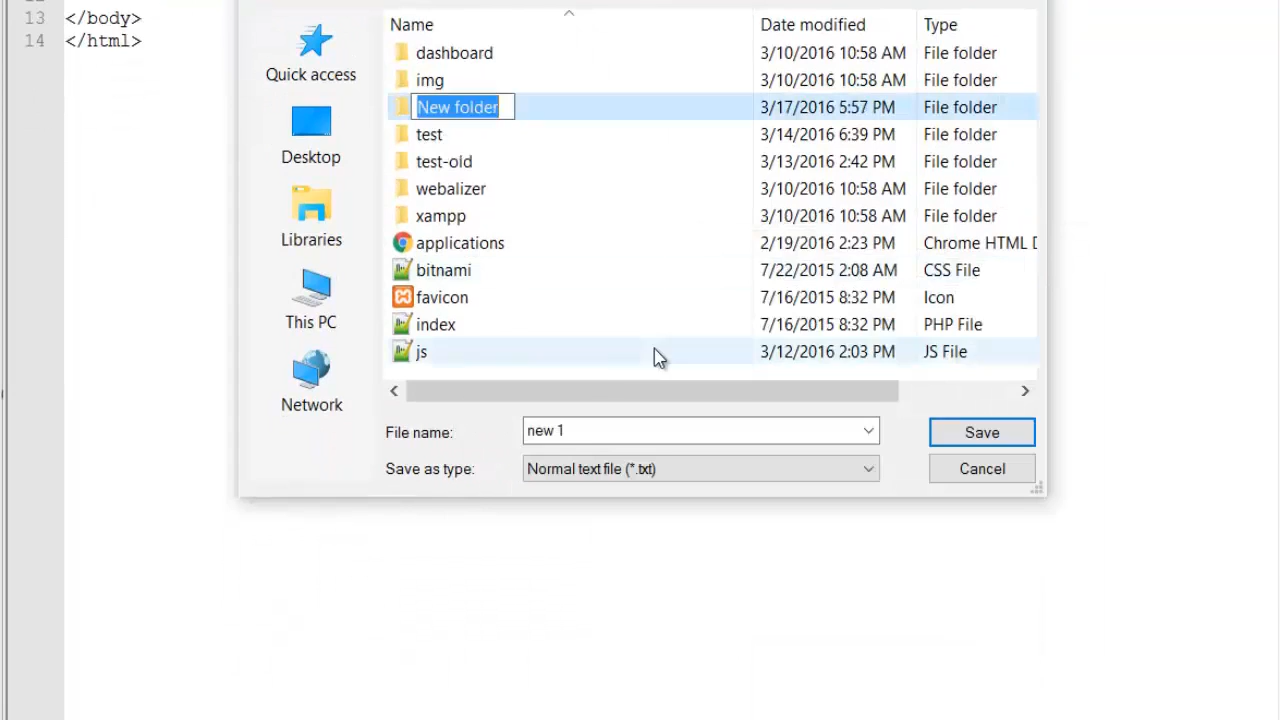 13 </body>
14 </html>
Quick access
Desktop
Libraries
This PC
Network
Name Date modified Type
dashboard 3/10/2016 10:58 AM File folder
img 3/10/2016 10:58 AM File folder
New folder 3/17/2016 5:57 PM File folder
test 3/14/2016 6:39 PM File folder
test-old 3/13/2016 2:42 PM File folder
webalizer 3/10/2016 10:58 AM File folder
xampp 3/10/2016 10:58 AM File folder
applications 2/19/2016 2:23 PM Chrome HTML D
bitnami 7/22/2015 2:08 AM CSS File
favicon 7/16/2015 8:32 PM Icon
index 7/16/2015 8:32 PM PHP File
js 3/12/2016 2:03 PM JS File
File name: new 1 Save
Save as type: Normal text file (*.txt) Cancel